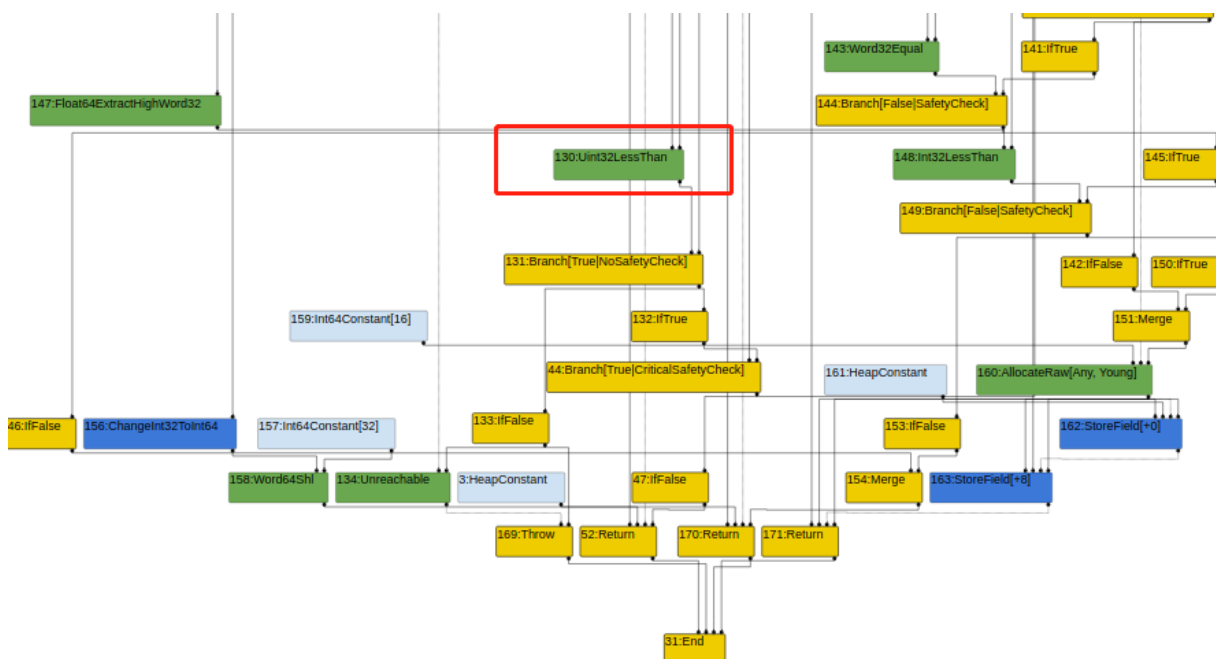 143:Word32Equal
141:IfTrue
147:Float64ExtractHighWord32
144:Branch[False|SafetyCheck]
130:Uint32LessThan
148:Int32LessThan
145:IfTrue
149:Branch[False|SafetyCheck]
131:Branch[True|NoSafetyCheck]
142:IfFalse
150:IfTrue
159:Int64Constant[16]
132:IfTrue
151:Merge
44:Branch[True|CriticalSafetyCheck]
161:HeapConstant
160:AllocateRaw[Any, Young]
46:IfFalse
156:ChangeInt32ToInt64
157:Int64Constant[32]
133:IfFalse
153:IfFalse
162:StoreField[+0]
158:Word64Shl
134:Unreachable
3:HeapConstant
47:IfFalse
154:Merge
163:StoreField[+8]
169:Throw
52:Return
170:Return
171:Return
31:End